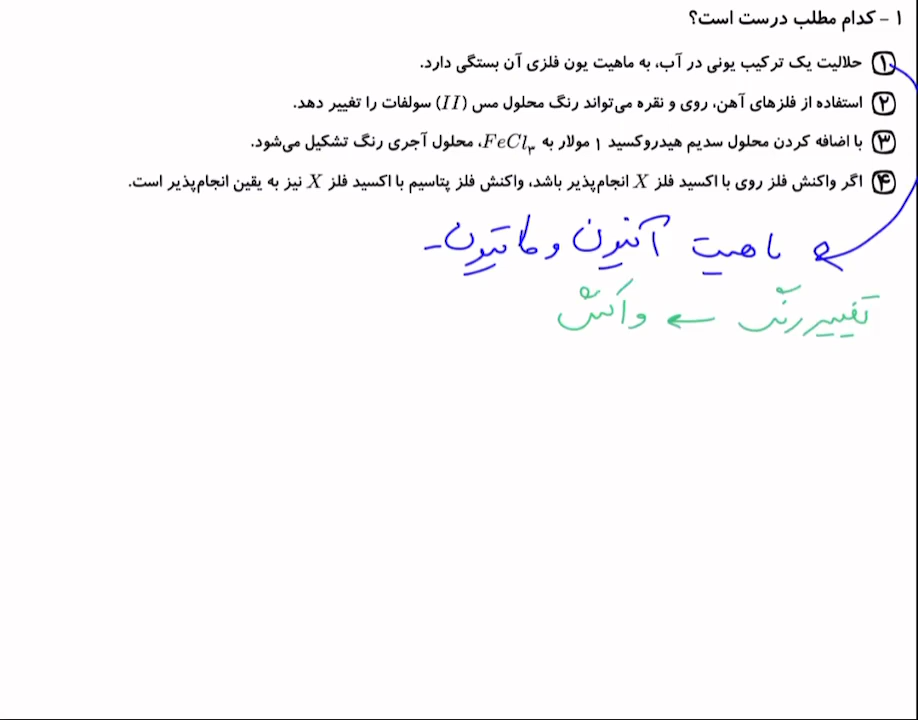 ۱ - کدام مطلب درست است؟
۱ حلالیت یک ترکیب یونی در آب، به ماهیت یون فلزی آن بستگی دارد.
۲ استفاده از فلزهای آهن، روی و نقره می‌تواند رنگ محلول مس (II) سولفات را تغییر دهد.
۳ با اضافه کردن محلول سدیم هیدروکسید ۱ مولار به FeCl۳، محلول آجری رنگ تشکیل می‌شود.
۴ اگر واکنش فلز روی با اکسید فلز X انجام‌پذیر باشد، واکنش فلز پتاسیم با اکسید فلز X نیز به یقین انجام‌پذیر است.
ماهیت آنیون و کاتیون -
تغییر رنگ ← واکنش